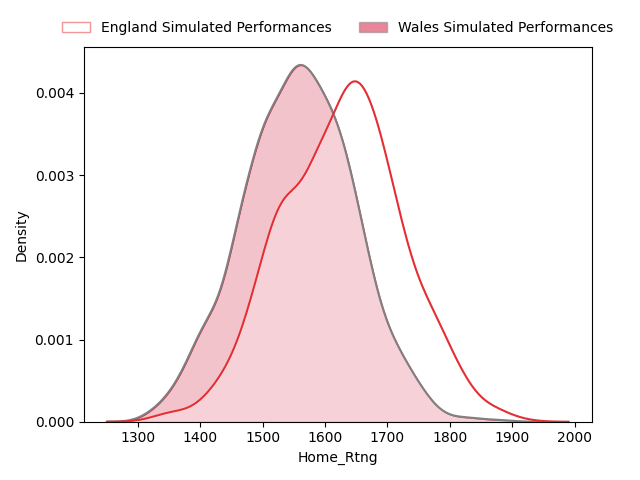 England Simulated Performances Wales Simulated Performances
0.004
0.003
0.002
0.001
0.000
Density
1300 1400 1500 1600 1700 1800 1900 2000
Home_Rtng